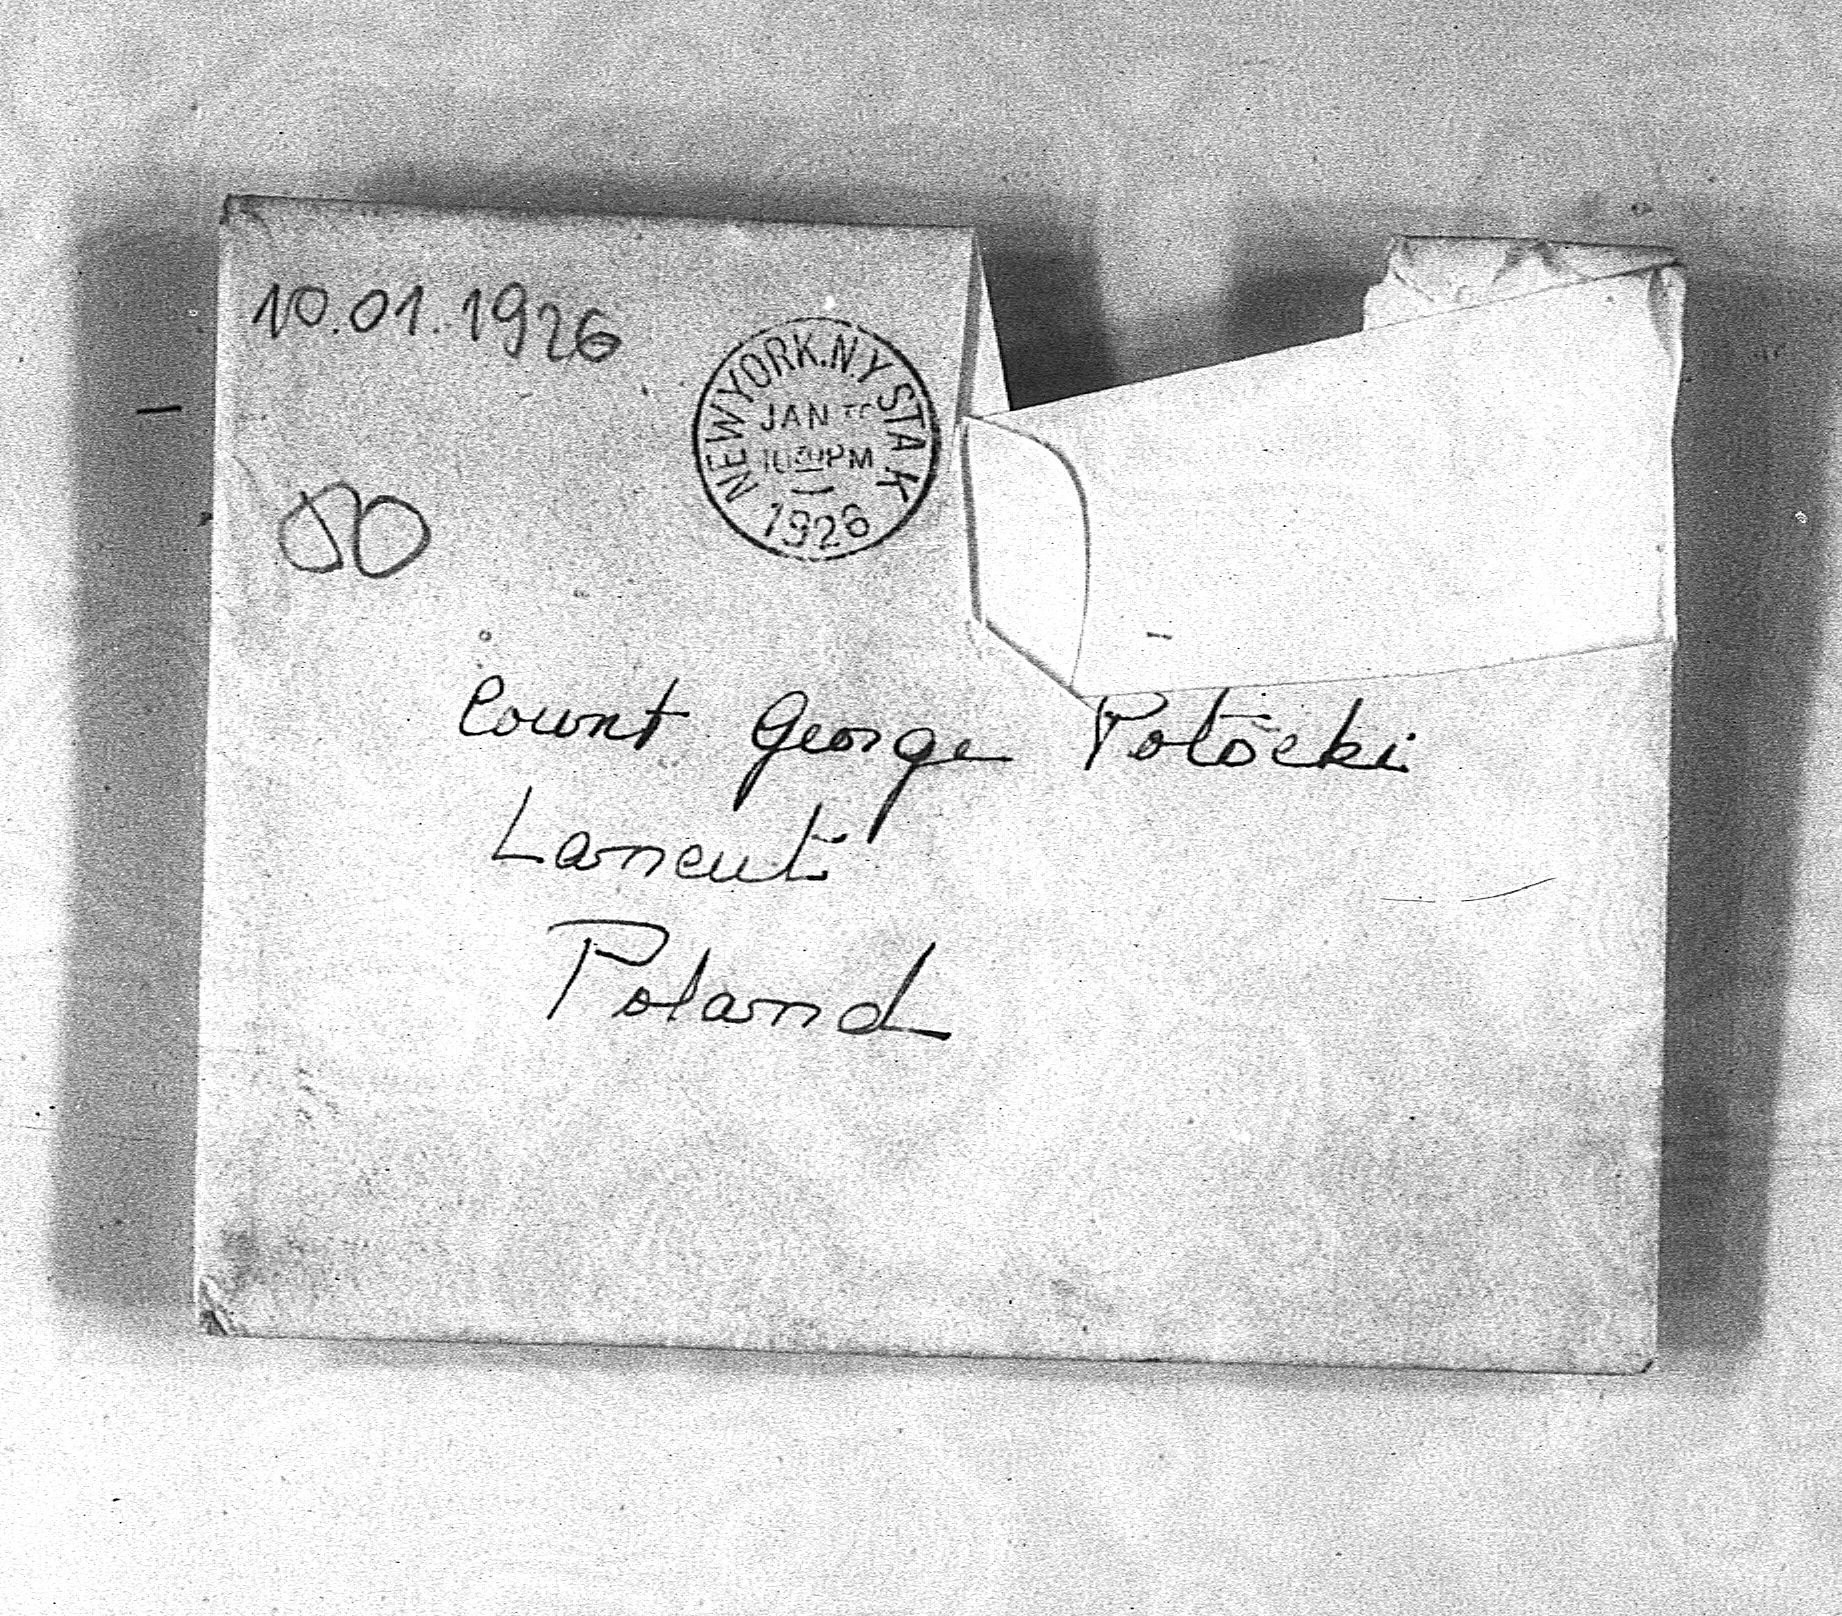 10.01.1926
NEW YORK.N.Y STA.K
JAN
PM
1926
80
Count George Potocki
Lancut
Poland